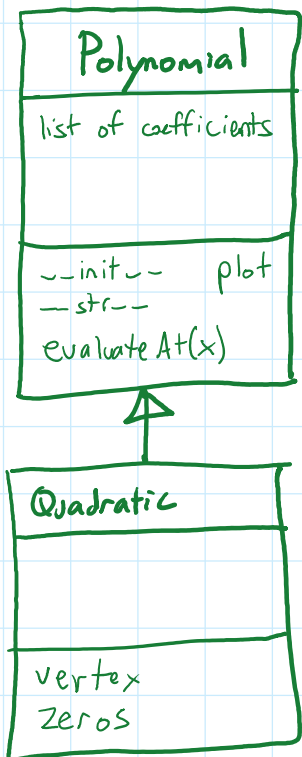 Polynomial
list of coefficients
__init__ plot
__str__
evaluateAt(x)
Quadratic
vertex
zeros